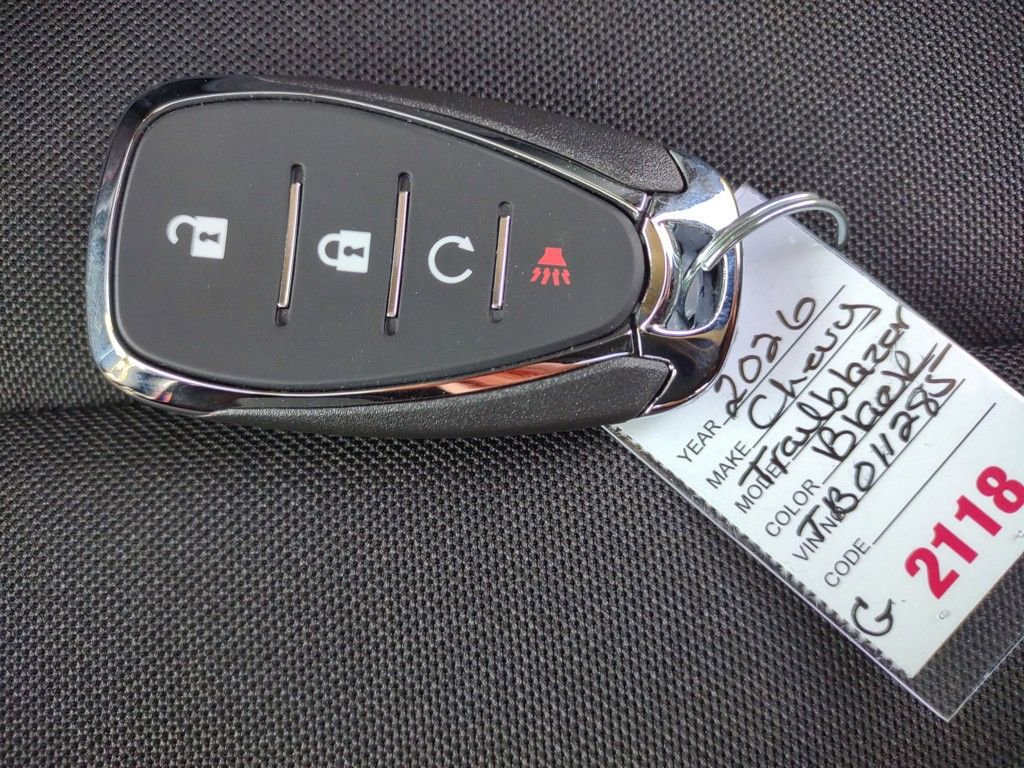 YEAR 2026
MAKE Chevy
MODEL Trailblazer
COLOR Black
VIN NO. TB011285
CODE
G 2118